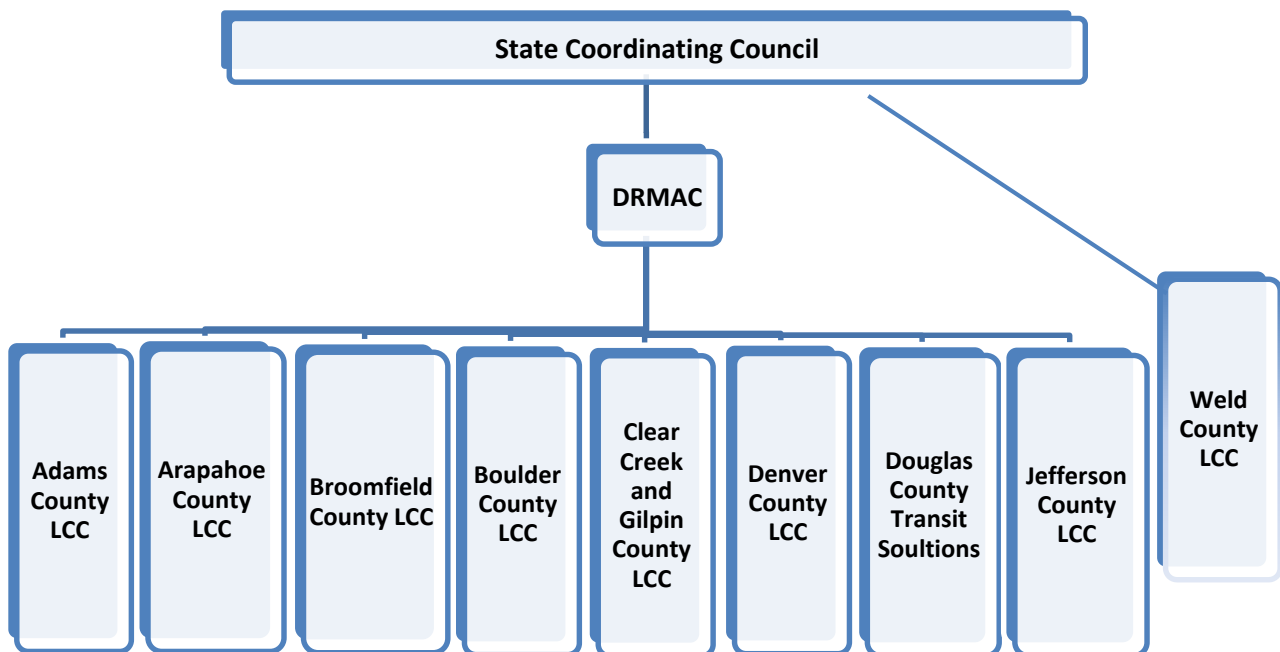 State Coordinating Council
DRMAC
Adams
County
LCC
Arapahoe
County
LCC
Broomfield
County LCC
Boulder
County
LCC
Clear
Creek
and
Gilpin
County
LCC
Denver
County
LCC
Douglas
County
Transit
Soultions
Jefferson
County
LCC
Weld
County
LCC